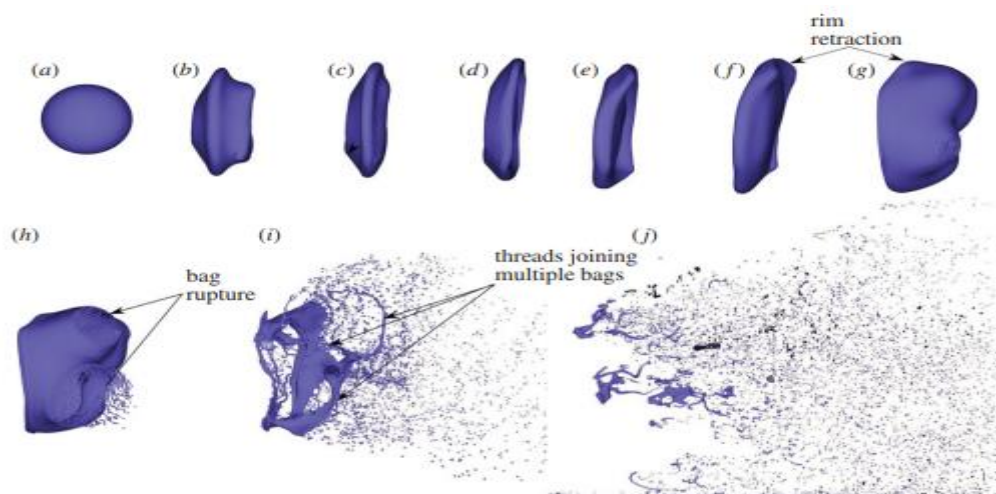 rim
retraction
(a)
(b)
(c)
(d)
(e)
(f)
(g)
(h)
(i)
(j)
bag
rupture
threads joining
multiple bags